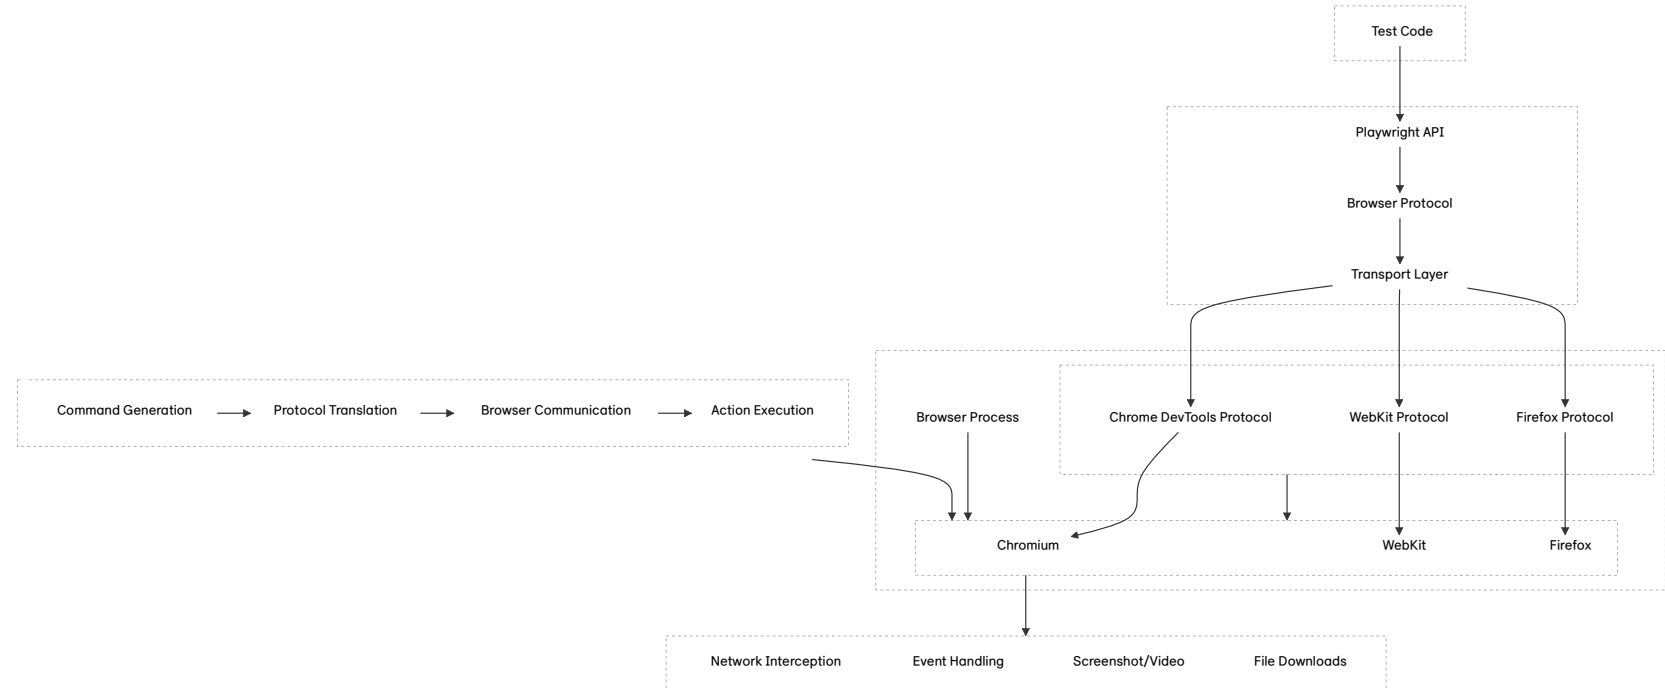 Test Code
Playwright API
Browser Protocol
Transport Layer
Command Generation
Protocol Translation
Browser Communication
Action Execution
Browser Process
Chrome DevTools Protocol
WebKit Protocol
Firefox Protocol
Chromium
WebKit
Firefox
Network Interception
Event Handling
Screenshot/Video
File Downloads